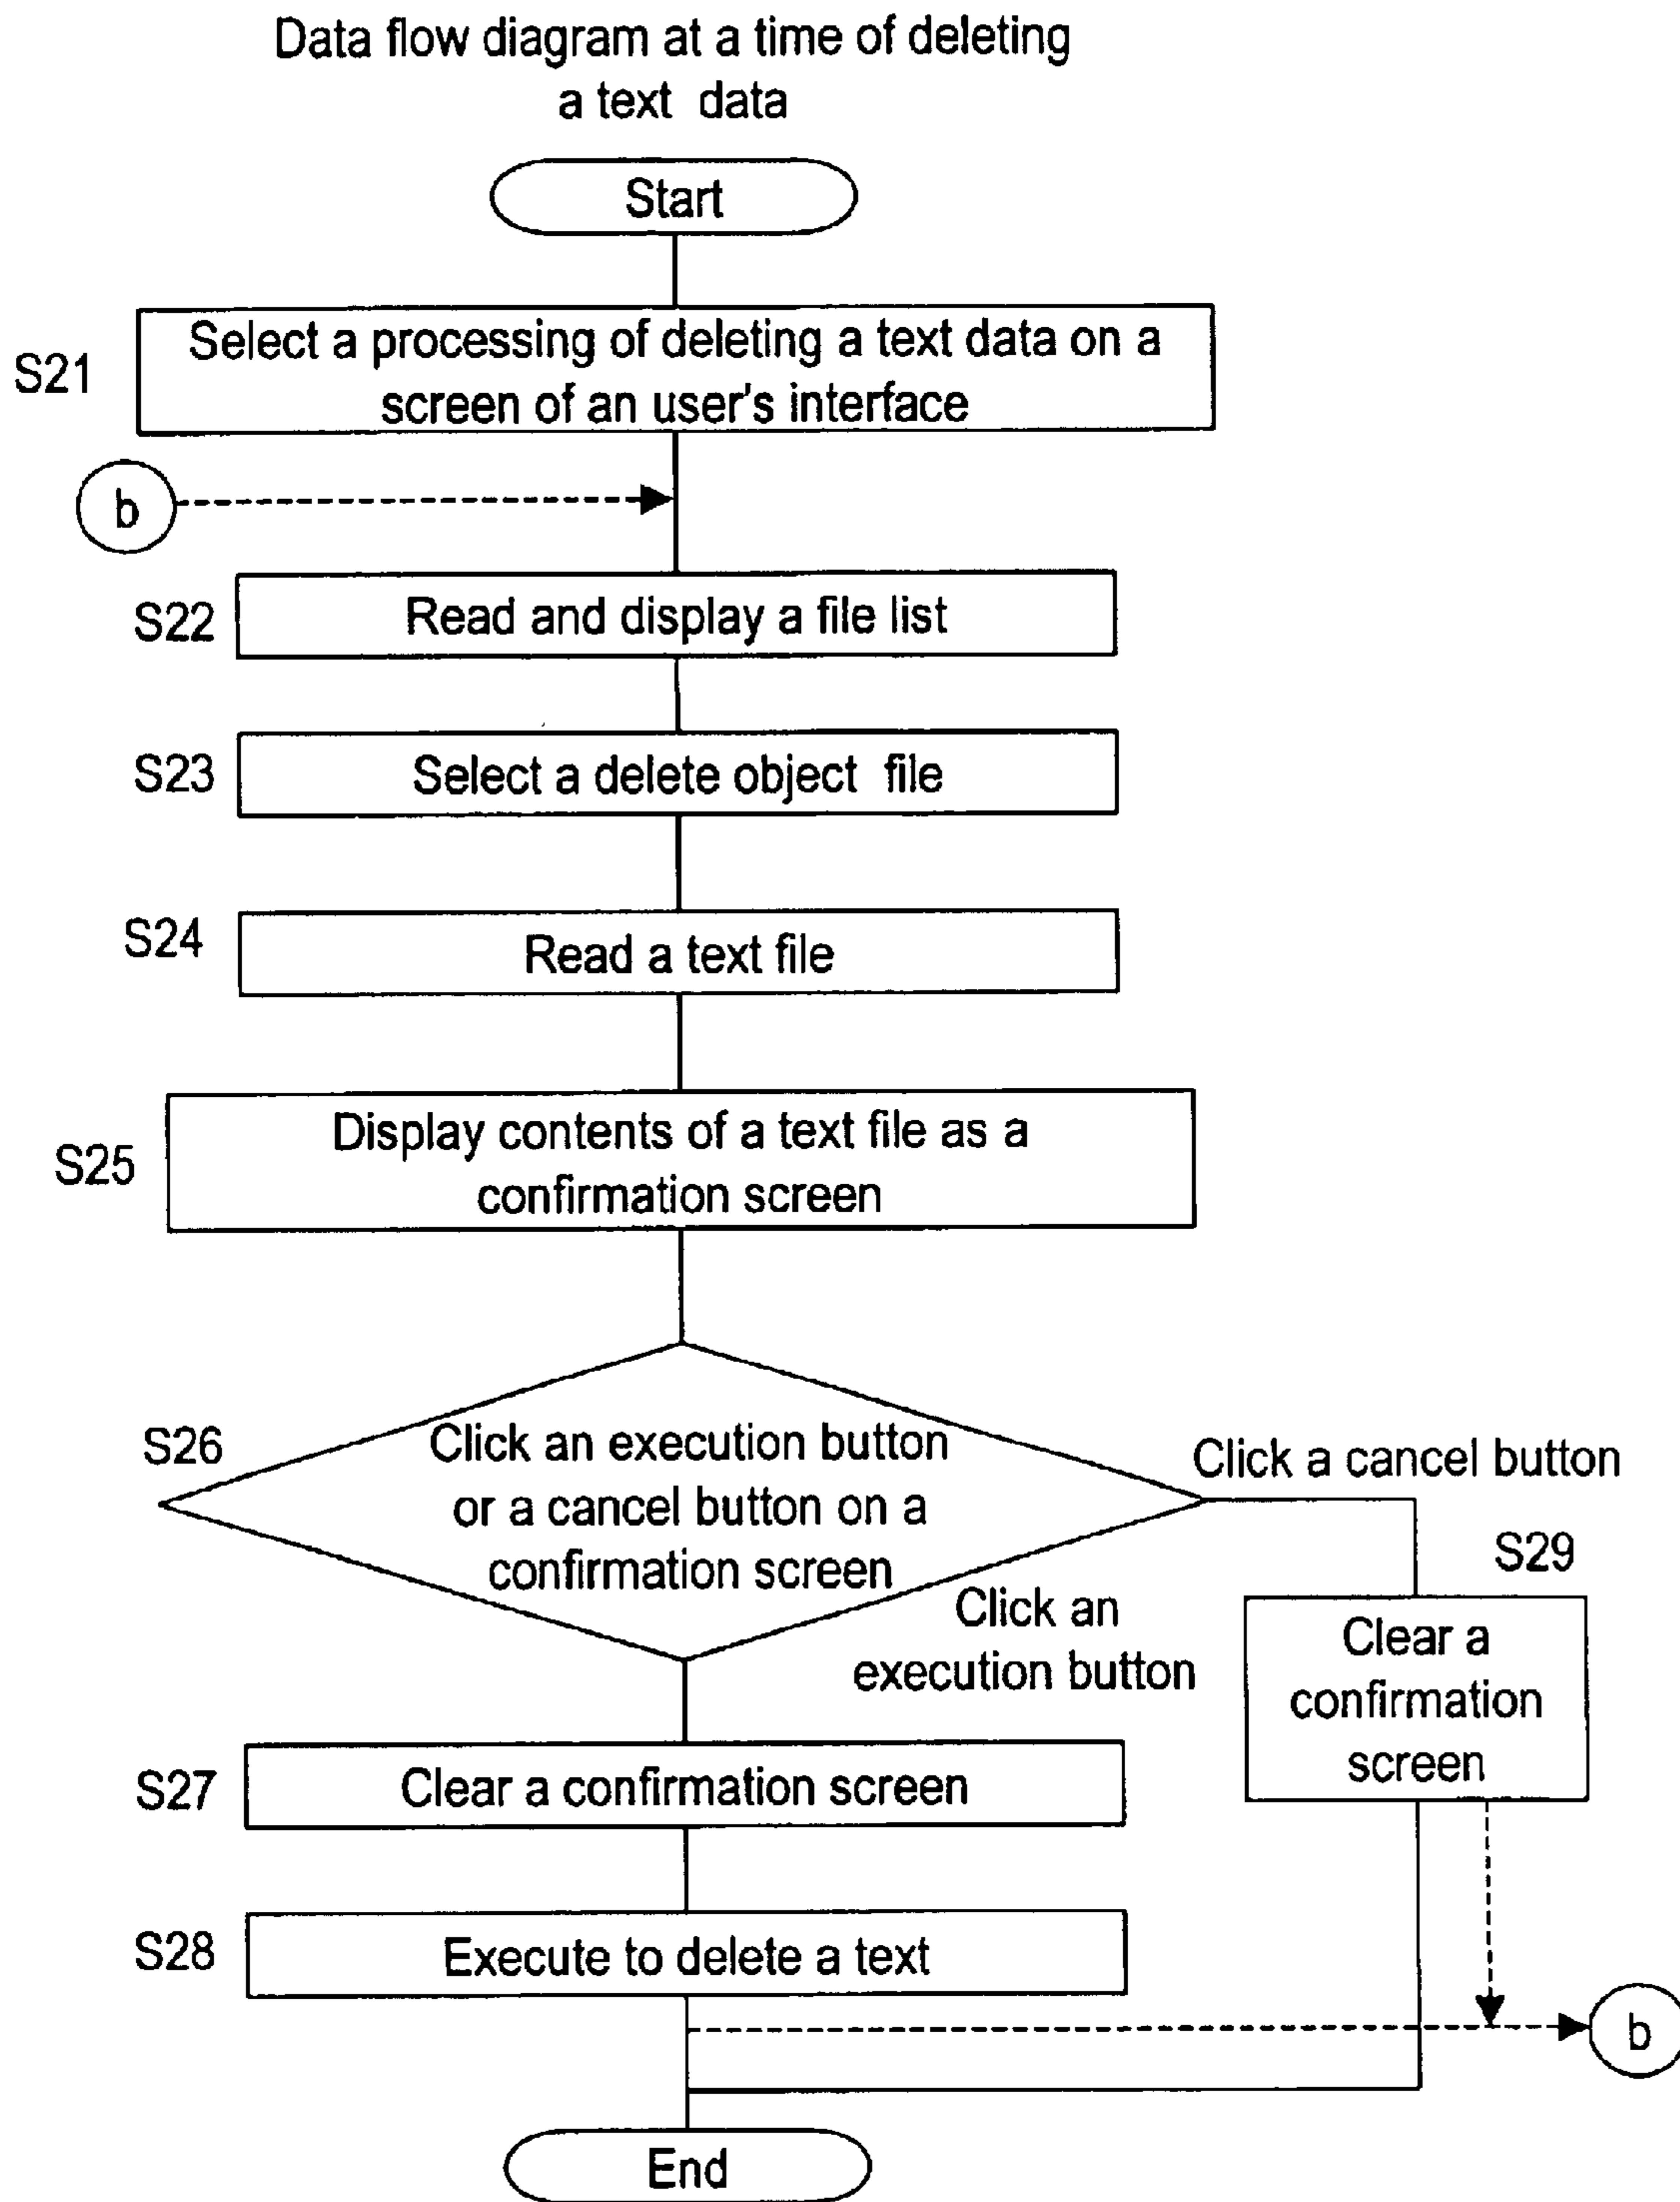 Data flow diagram at a time of deleting
a text data
Start
S21
Select a processing of deleting a text data on a
screen of an user's interface
b
S22
Read and display a file list
S23
Select a delete object file
S24
Read a text file
S25
Display contents of a text file as a
confirmation screen
S26
Click an execution button
or a cancel button on a
confirmation screen
Click a cancel button
S29
Click an
execution button
Clear a
confirmation
screen
S27
Clear a confirmation screen
S28
Execute to delete a text
b
End